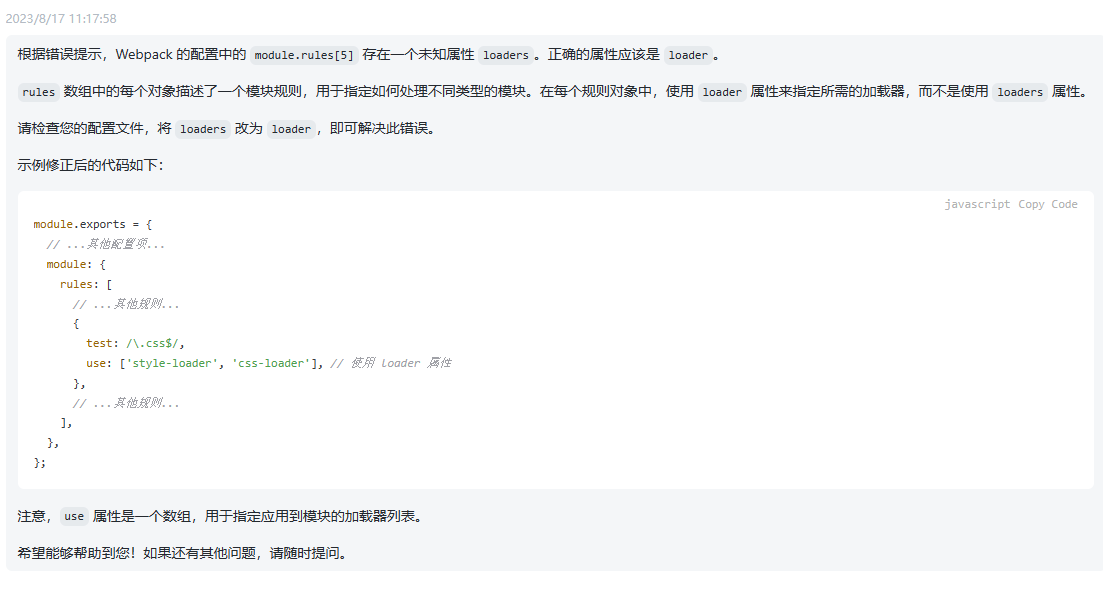 2023/8/17 11:17:58
根据错误提示，Webpack 的配置中的 module.rules[5] 存在一个未知属性 loaders 。正确的属性应该是 loader 。
rules 数组中的每个对象描述了一个模块规则，用于指定如何处理不同类型的模块。在每个规则对象中，使用 loader 属性来指定所需的加载器，而不是使用 loaders 属性。
请检查您的配置文件，将 loaders 改为 loader ，即可解决此错误。
示例修正后的代码如下：
javascript Copy Code
module.exports = {
  // ...其他配置项...
  module: {
    rules: [
      // ...其他规则...
      {
        test: /\.css$/,
        use: ['style-loader', 'css-loader'], // 使用 loader 属性
      },
      // ...其他规则...
    ],
  },
};
注意， use 属性是一个数组，用于指定应用到模块的加载器列表。
希望能够帮助到您！如果还有其他问题，请随时提问。